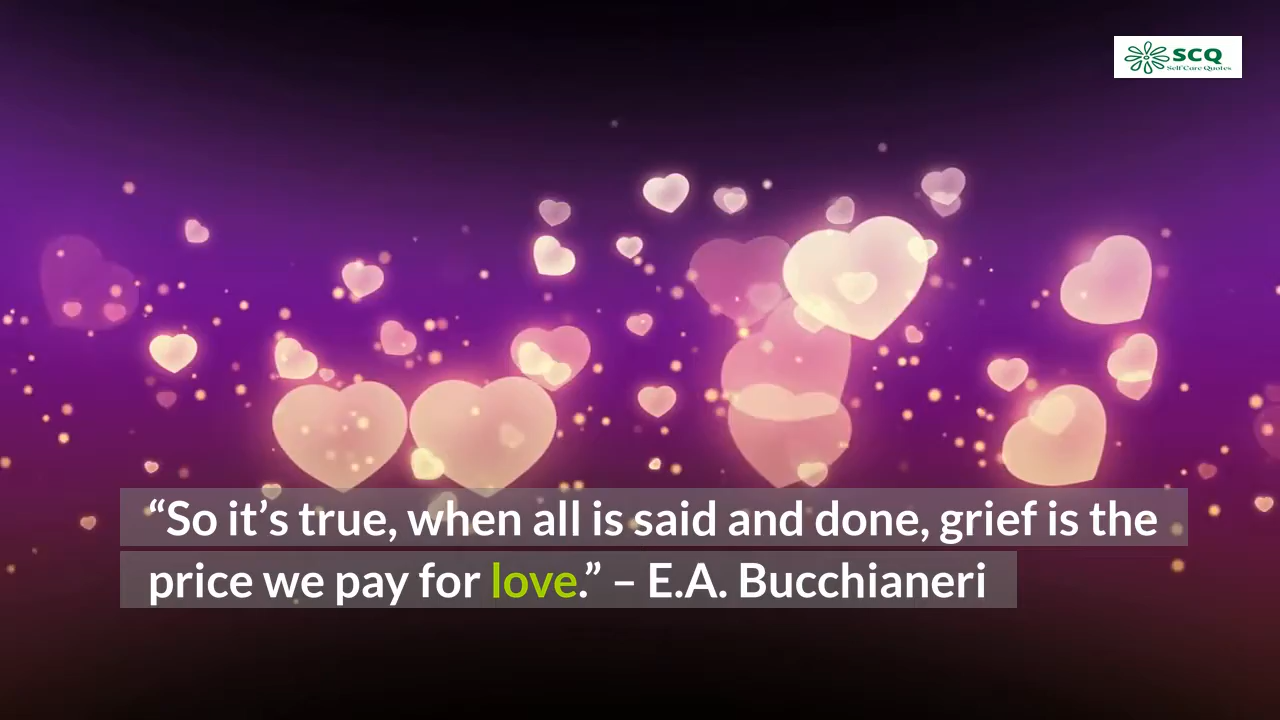 SCQ
Self Care Quotes
“So it’s true, when all is said and done, grief is the
price we pay for love.” – E.A. Bucchianeri